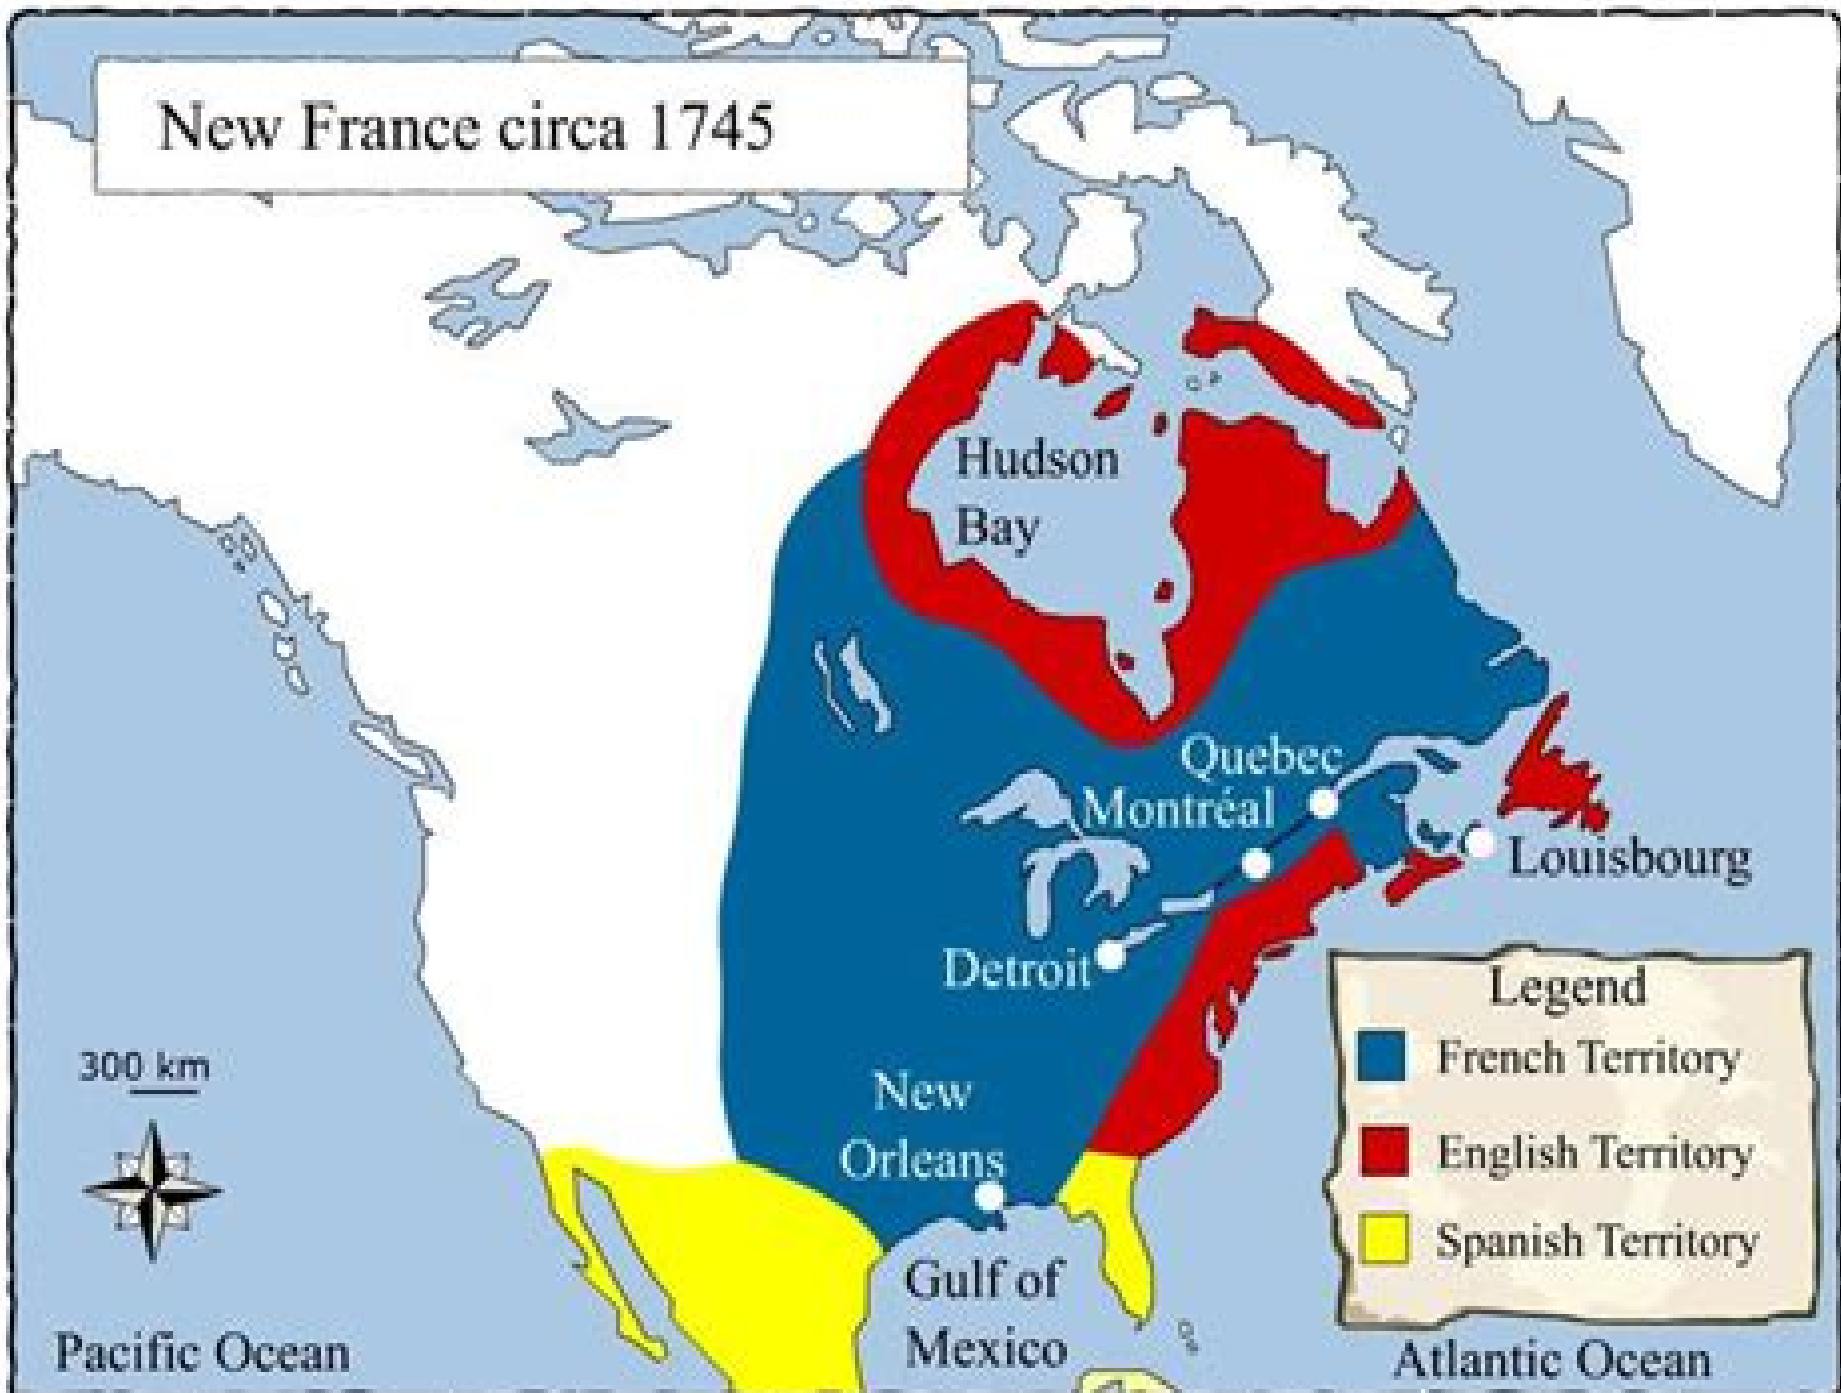 New France circa 1745
Hudson
Bay
Quebec
Montréal
Louisbourg
Detroit
Legend
French Territory
English Territory
Spanish Territory
300 km
New
Orleans
Gulf of
Mexico
Pacific Ocean
Atlantic Ocean